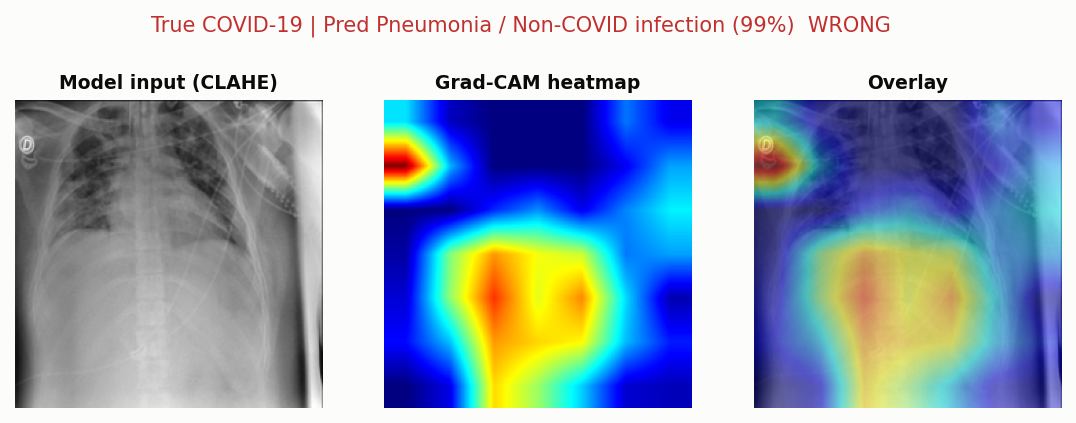 True COVID-19 | Pred Pneumonia / Non-COVID infection (99%)  WRONG
Model input (CLAHE)
Grad-CAM heatmap
Overlay
D
D